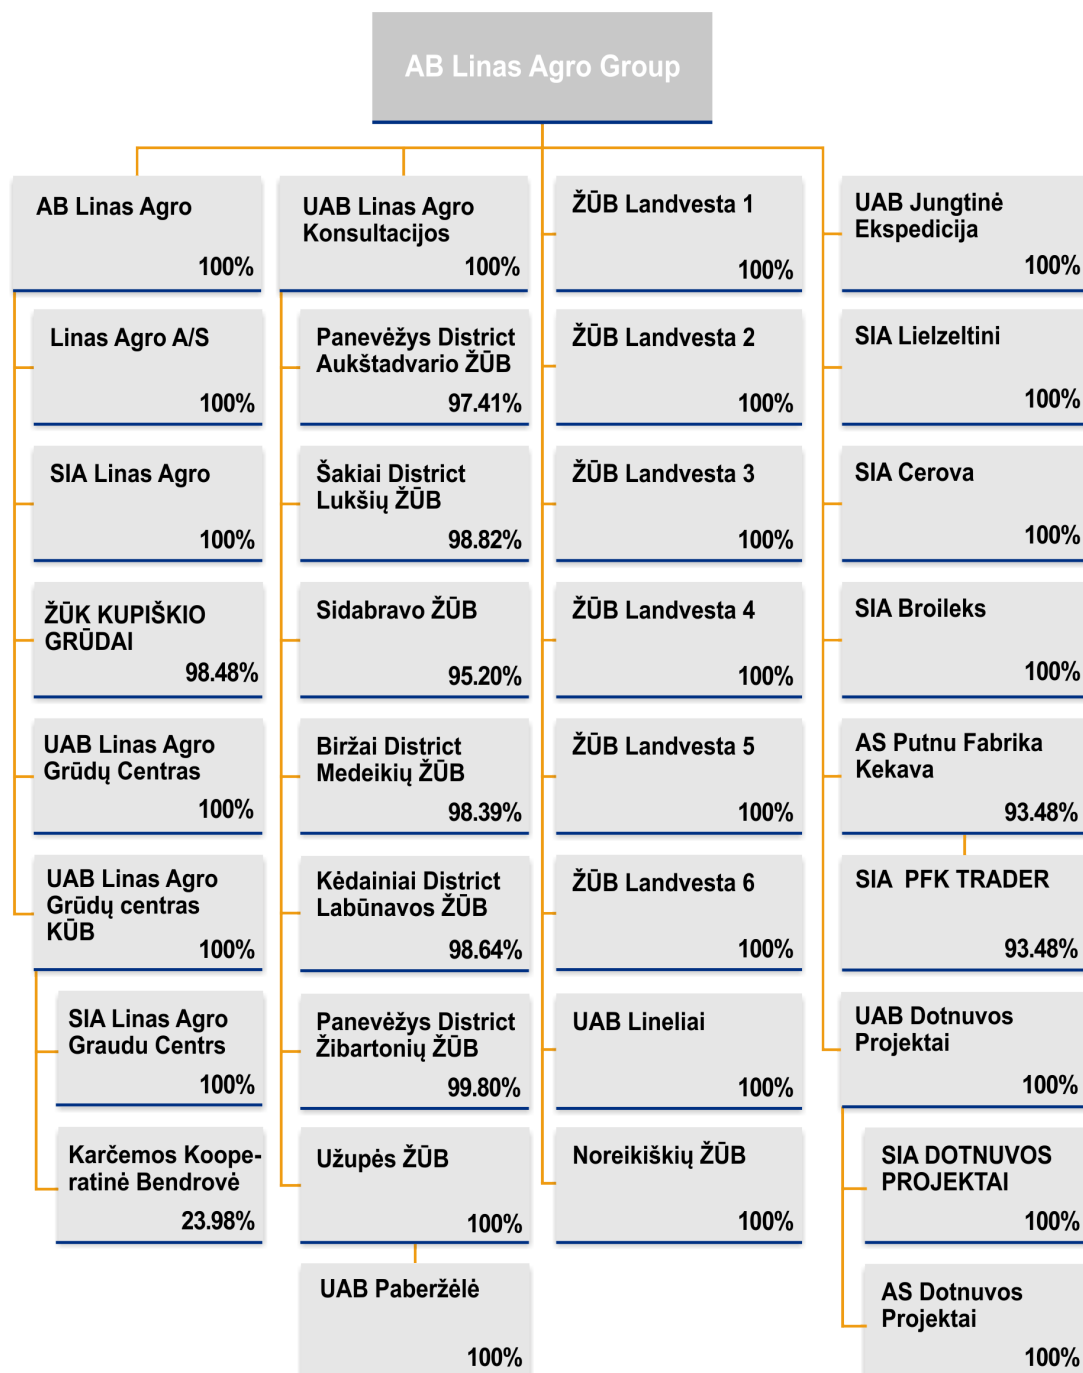 AB Linas Agro Group
AB Linas Agro
100%
Linas Agro A/S
100%
SIA Linas Agro
100%
ŽŪK KUPIŠKIO
GRŪDAI
98.48%
UAB Linas Agro
Grūdų Centras
100%
UAB Linas Agro
Grūdų centras
KŪB
100%
SIA Linas Agro
Graudu Centrs
100%
Karčemos Koope-
ratinė Bendrovė
23.98%
UAB Linas Agro
Konsultacijos
100%
Panevėžys District
Aukštadvario ŽŪB
97.41%
Šakiai District
Lukšių ŽŪB
98.82%
Sidabravo ŽŪB
95.20%
Biržai District
Medeikių ŽŪB
98.39%
Kėdainiai District
Labūnavos ŽŪB
98.64%
Panevėžys District
Žibartonių ŽŪB
99.80%
Užupės ŽŪB
100%
UAB Paberžėlė
100%
ŽŪB Landvesta 1
100%
ŽŪB Landvesta 2
100%
ŽŪB Landvesta 3
100%
ŽŪB Landvesta 4
100%
ŽŪB Landvesta 5
100%
ŽŪB Landvesta 6
100%
UAB Lineliai
100%
Noreikiškių ŽŪB
100%
UAB Jungtinė
Ekspedicija
100%
SIA Lielzeltini
100%
SIA Cerova
100%
SIA Broileks
100%
AS Putnu Fabrika
Kekava
93.48%
SIA PFK TRADER
93.48%
UAB Dotnuvos
Projektai
100%
SIA DOTNUVOS
PROJEKTAI
100%
AS Dotnuvos
Projektai
100%